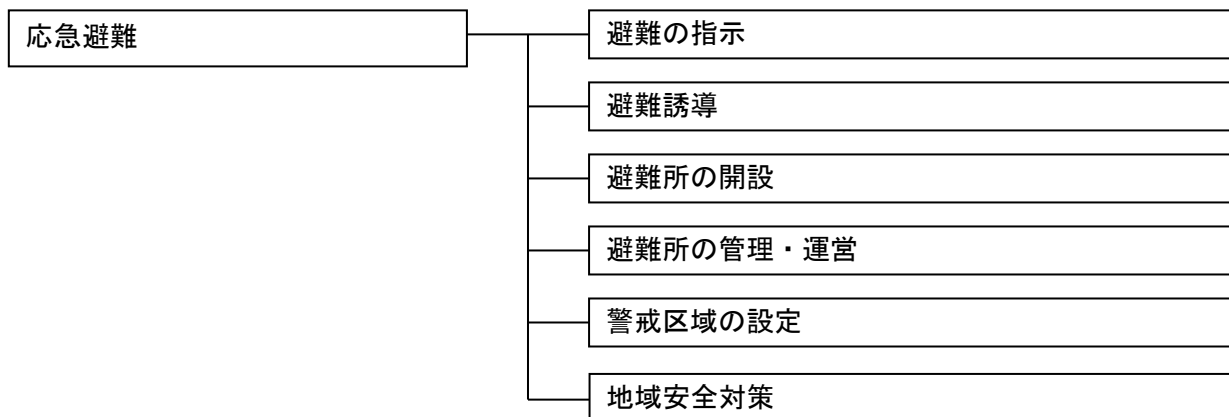 応急避難
避難の指示
避難誘導
避難所の開設
避難所の管理・運営
警戒区域の設定
地域安全対策